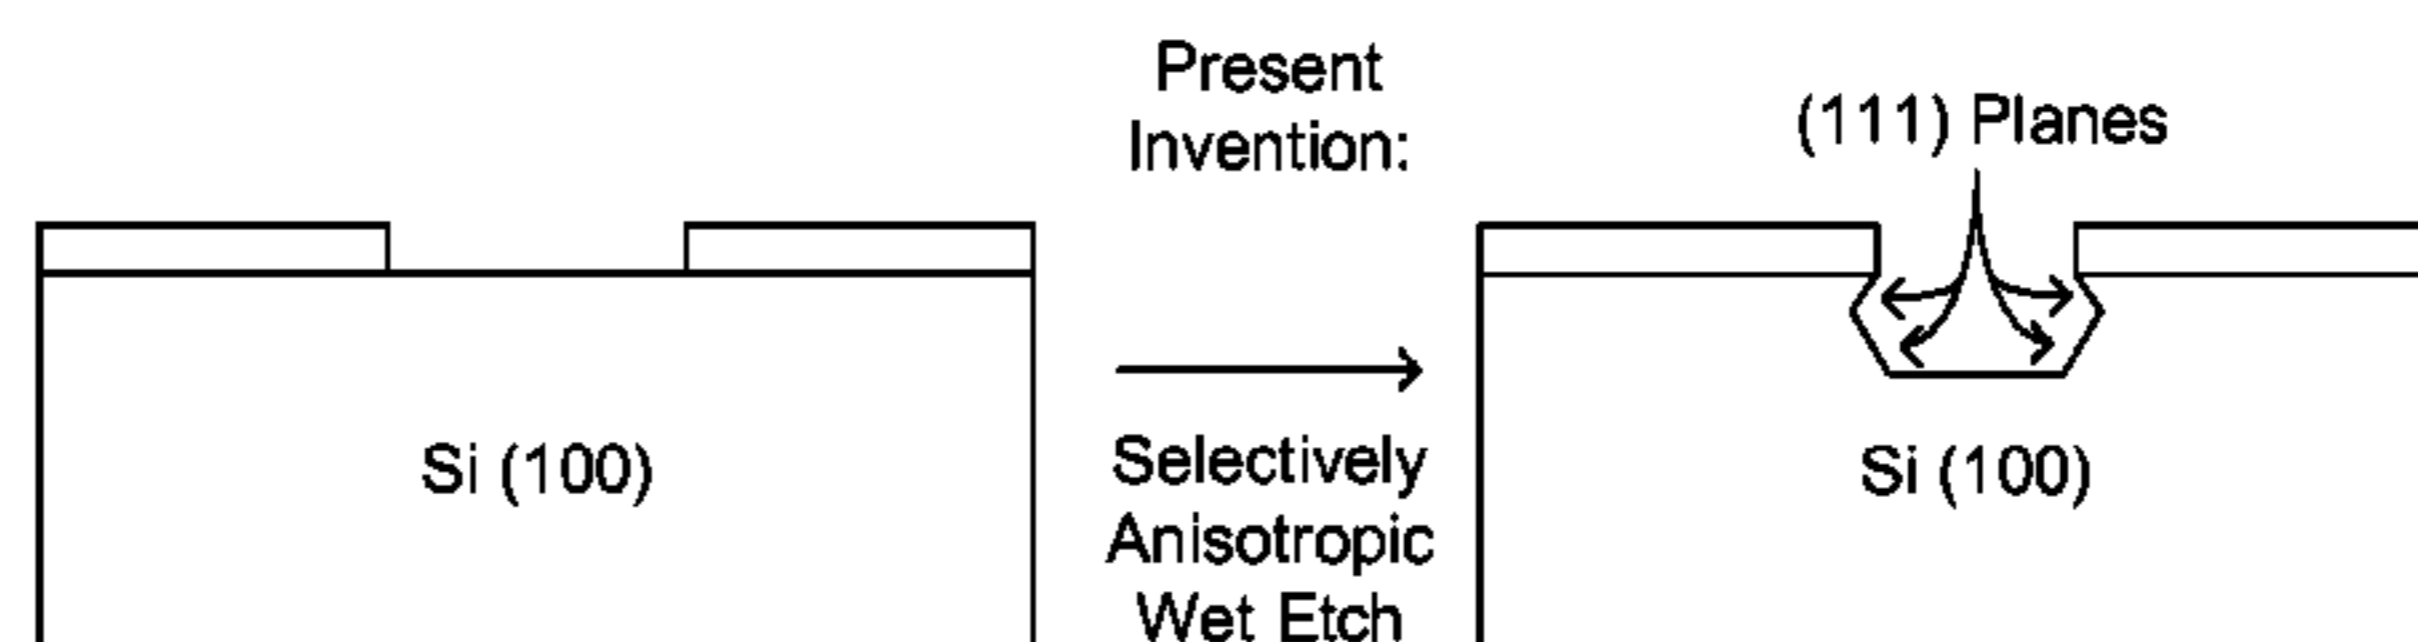 Present
Invention:
(111) Planes
Si (100)
Selectively
Anisotropic
Wet Etch
Si (100)